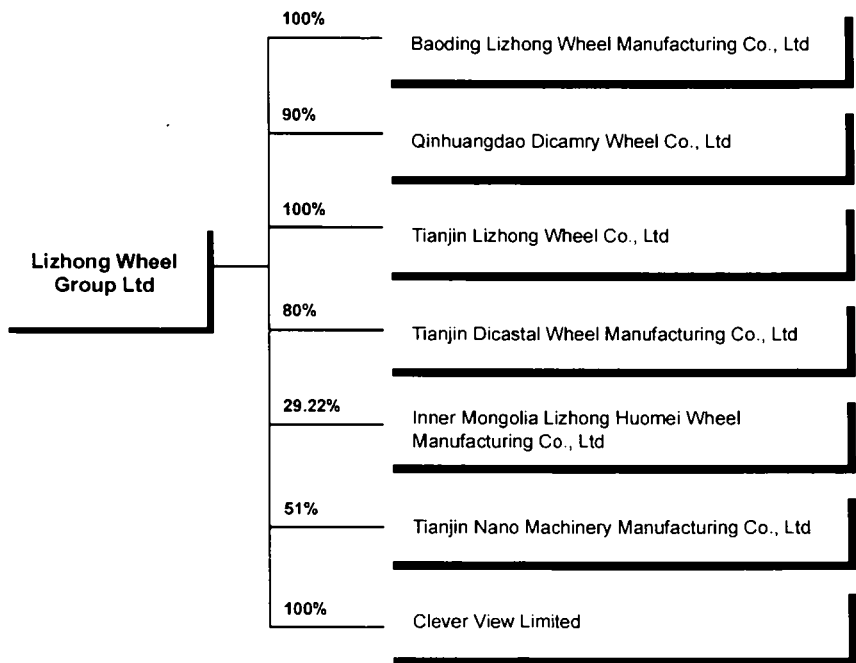 100%
Baoding Lizhong Wheel Manufacturing Co., Ltd
90%
Qinhuangdao Dicamry Wheel Co., Ltd
100%
Tianjin Lizhong Wheel Co., Ltd
Lizhong Wheel
Group Ltd
80%
Tianjin Dicastal Wheel Manufacturing Co., Ltd
29.22%
Inner Mongolia Lizhong Huomei Wheel
Manufacturing Co., Ltd
51%
Tianjin Nano Machinery Manufacturing Co., Ltd
100%
Clever View Limited